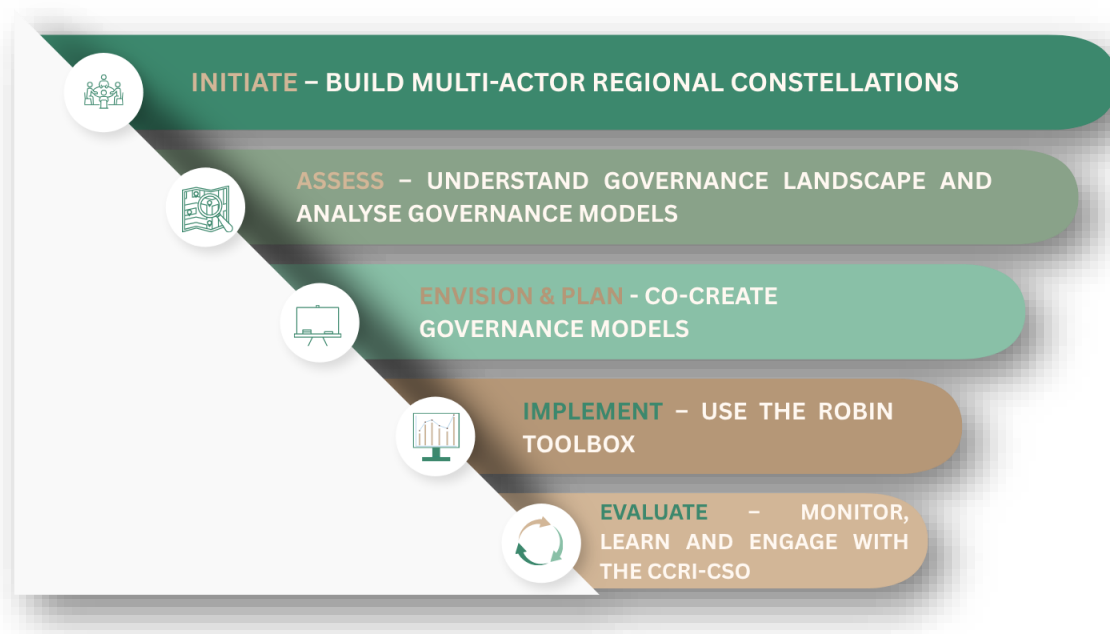 INITIATE – BUILD MULTI-ACTOR REGIONAL CONSTELLATIONS
ASSESS – UNDERSTAND GOVERNANCE LANDSCAPE AND
ANALYSE GOVERNANCE MODELS
ENVISION & PLAN - CO-CREATE
GOVERNANCE MODELS
IMPLEMENT – USE THE ROBIN
TOOLBOX
EVALUATE – MONITOR,
LEARN AND ENGAGE WITH
THE CCRI-CSO